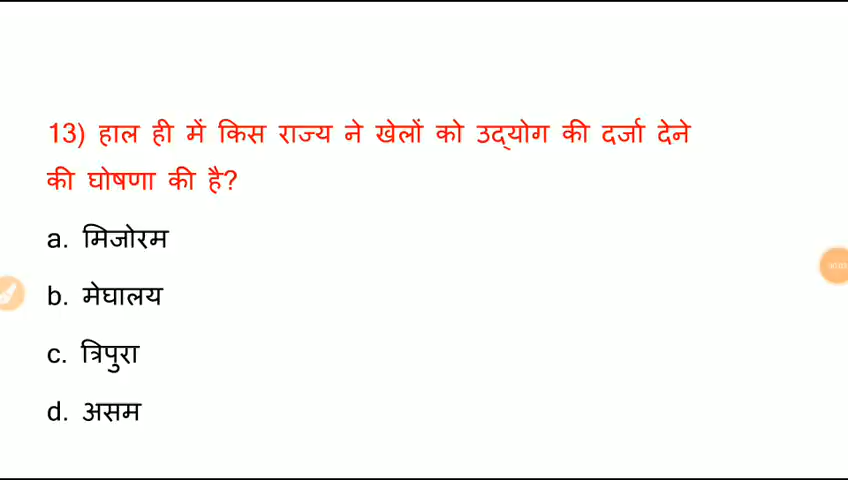 13) हाल ही में किस राज्य ने खेलों को उद्योग की दर्जा देने
की घोषणा की है?
a. मिजोरम
b. मेघालय
c. त्रिपुरा
d. असम